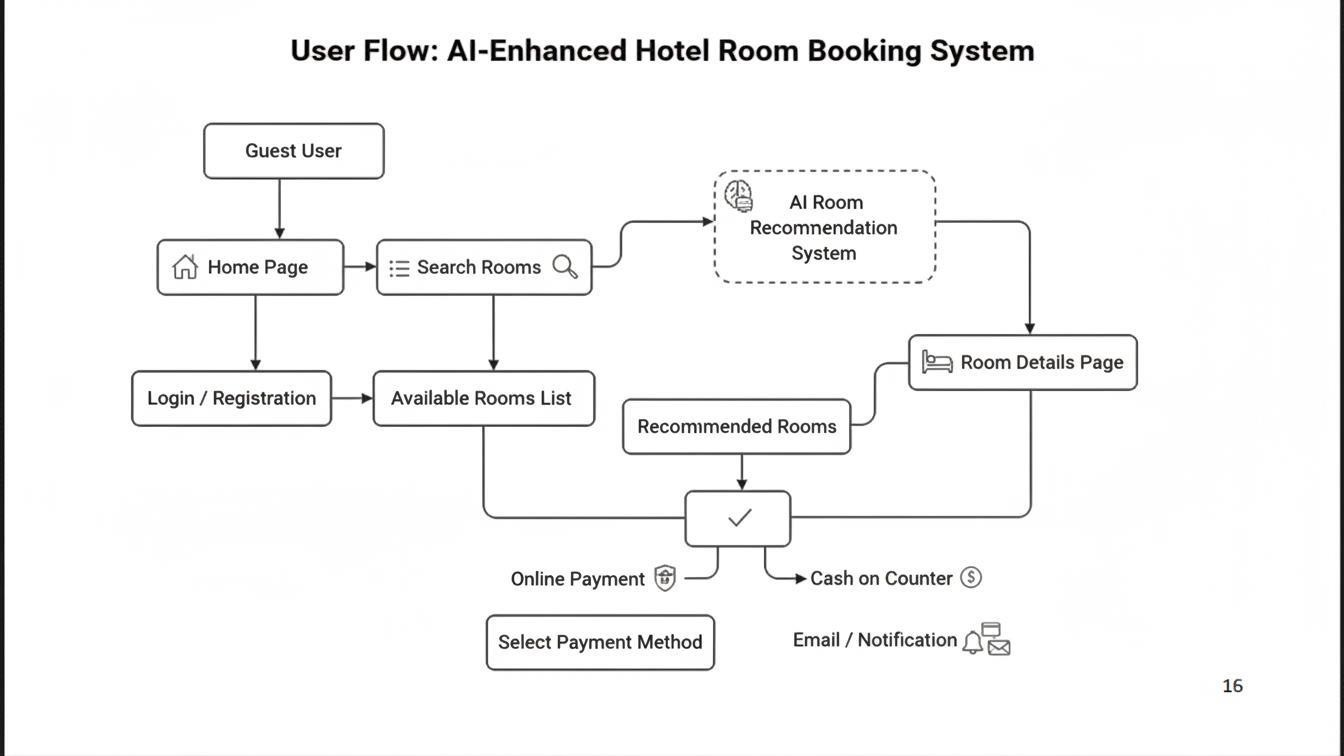 User Flow: AI-Enhanced Hotel Room Booking System
Guest User
AI Room
Recomnendation
System
Home Page
Search Rooms
Room Details Page
Login / Registration
Available Rooms List
Recommended Rooms
Online Payment
Cash on Counter
$
Select Payment Method
Email / Notification
16